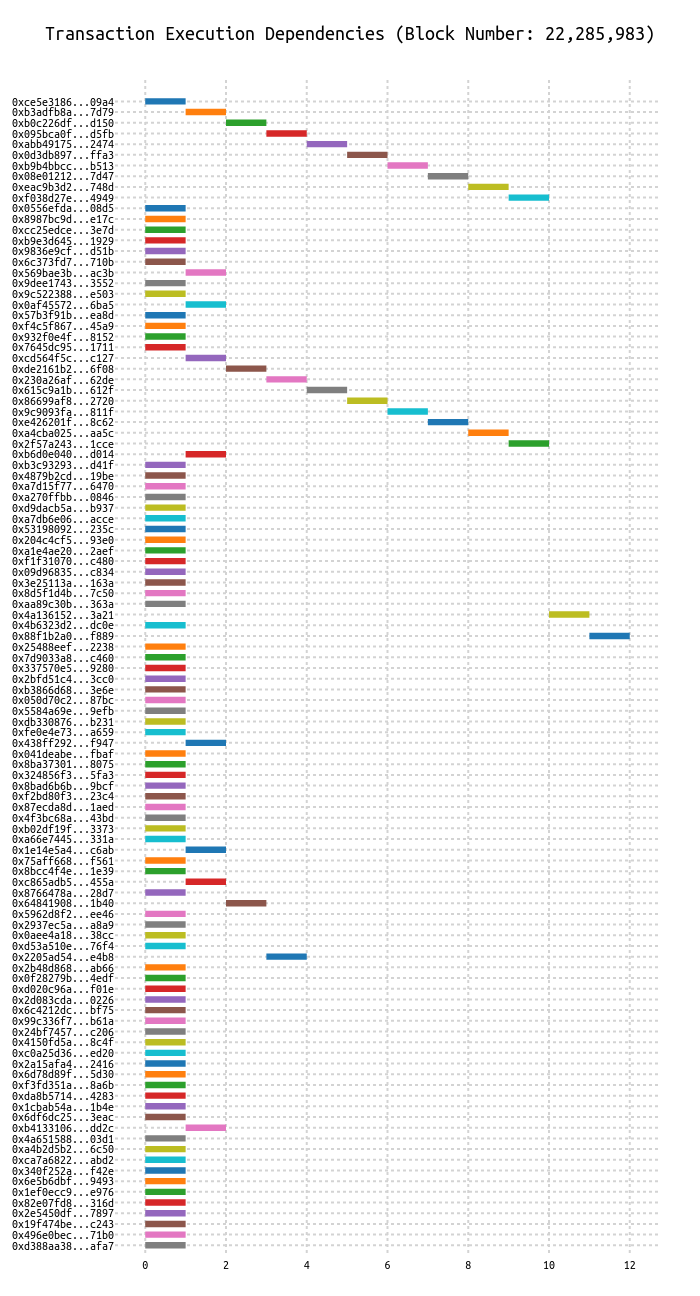 Transaction Execution Dependencies (Block Number: 22,285,983)
0xce5e3186...09a4
0xb3adfb8a...7d79
0xb0c226df...d150
0x095bca0f...d5fb
0xabb49175...2474
0x0d3db897...ffa3
0xb9b4bbcc...b513
0x08e01212...7d47
0xeac9b3d2...748d
0xf038d27e...4949
0x0556efda...08d5
0x8987bc9d...e17c
0xcc25edce...3e7d
0xb9e3d645...1929
0x9836e9cf...d51b
0x6c373fd7...710b
0x569bae3b...ac3b
0x9dee1743...3552
0x9c522388...e503
0x0af45572...6ba5
0x57b3f91b...ea8d
0xf4c5f867...45a9
0x932f0e4f...8152
0x7645dc95...1711
0xcd564f5c...c127
0xde2161b2...6f08
0x230a26af...62de
0x615c9a1b...612f
0x86699af8...2720
0x9c9093fa...811f
0xe426201f...8c62
0xa4cba025...aa5c
0x2f57a243...1cce
0xb6d0e040...d014
0xb3c93293...d41f
0x4879b2cd...19be
0xa7d15f77...6470
0xa270ffbb...0846
0xd9dacb5a...b937
0xa7db6e06...acce
0x53198092...235c
0x204c4cf5...93e0
0xa1e4ae20...2aef
0xf1f31070...c480
0x09d96835...c834
0x3e25113a...163a
0x8d5f1d4b...7c50
0xaa89c30b...363a
0x4a136152...3a21
0x4b6323d2...dc0e
0x88f1b2a0...f889
0x25488eef...2238
0x7d9033a8...c460
0x337570e5...9280
0x2bfd51c4...3cc0
0xb3866d68...3e6e
0x050d70c2...87bc
0x5584a69e...9efb
0xdb330876...b231
0xfe0e4e73...a659
0x438ff292...f947
0x041deabe...fbaf
0x8ba37301...8075
0x324856f3...5fa3
0x8bad6b6b...9bcf
0xf2bd80f3...23c4
0x87ecda8d...1aed
0x4f3bc68a...43bd
0xb02df19f...3373
0xa66e7445...331a
0x1e14e5a4...c6ab
0x75aff668...f561
0x8bcc4f4e...1e39
0xc865adb5...455a
0x8766478a...28d7
0x64841908...1b40
0x5962d8f2...ee46
0x2937ec5a...a8a9
0x0aee4a18...38cc
0xd53a510e...76f4
0x2205ad54...e4b8
0x2b48d868...ab66
0x0f28279b...4edf
0xd020c96a...f01e
0x2d083cda...0226
0x6c4212dc...bf75
0x99c336f7...b61a
0x24bf7457...c206
0x4150fd5a...8c4f
0xc0a25d36...ed20
0x2a15afa4...2416
0x6d78d89f...5d30
0xf3fd351a...8a6b
0xda8b5714...4283
0x1cbab54a...1b4e
0x6df6dc25...3eac
0xb4133106...dd2c
0x4a651588...03d1
0xa4b2d5b2...6c50
0xca7a6822...abd2
0x340f252a...f42e
0x6e5b6dbf...9493
0x1ef0ecc9...e976
0x82e07fd8...316d
0x2e5450df...7897
0x19f474be...c243
0x496e0bec...71b0
0xd388aa38...afa7
0 2 4 6 8 10 12